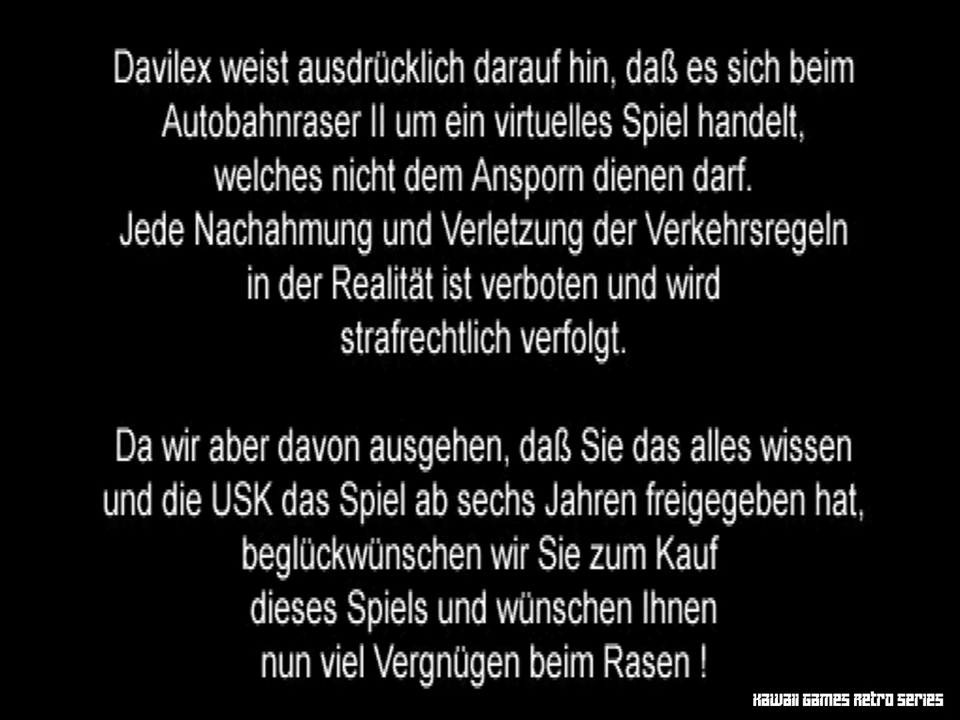 Davilex weist ausdrücklich darauf hin, daß es sich beim
Autobahnraser II um ein virtuelles Spiel handelt,
welches nicht dem Ansporn dienen darf.
Jede Nachahmung und Verletzung der Verkehrsregeln
in der Realität ist verboten und wird
strafrechtlich verfolgt.
Da wir aber davon ausgehen, daß Sie das alles wissen
und die USK das Spiel ab sechs Jahren freigegeben hat,
beglückwünschen wir Sie zum Kauf
dieses Spiels und wünschen Ihnen
nun viel Vergnügen beim Rasen !
Kawaii Games Retro Series